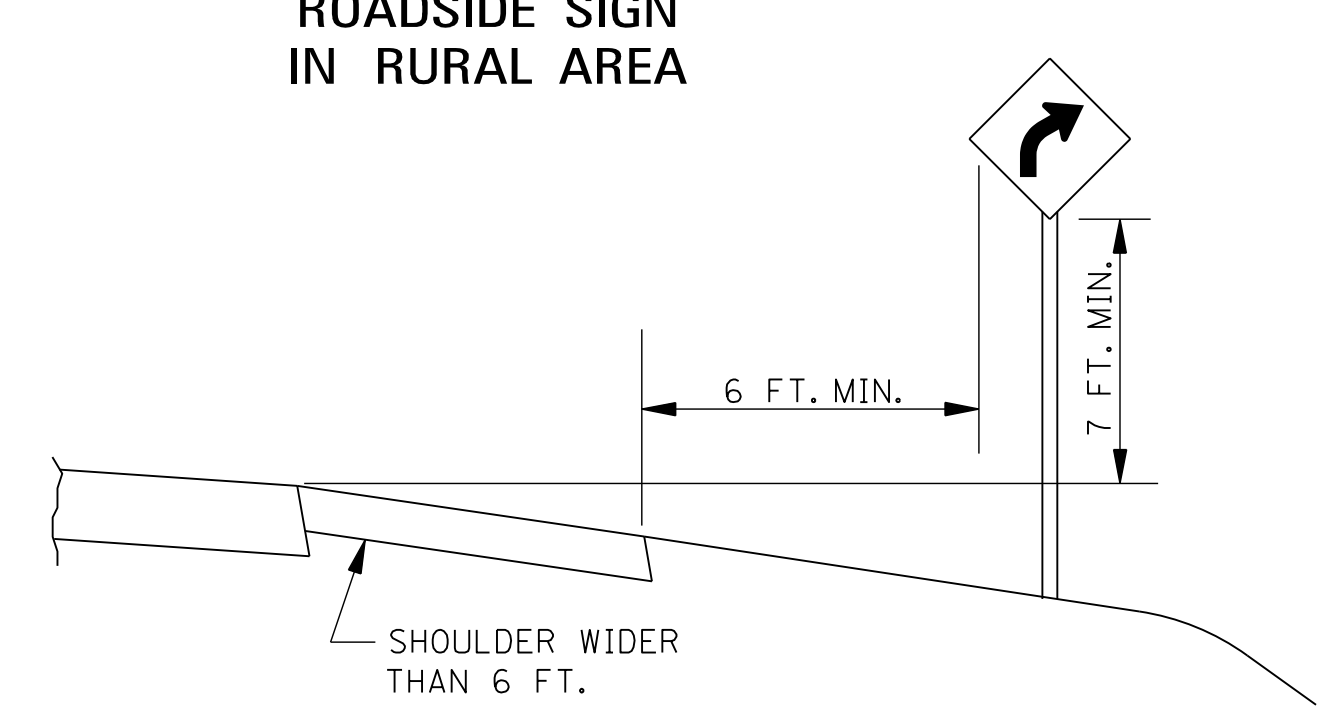 ROADSIDE SIGN
IN RURAL AREA
6 FT. MIN.
7 FT. MIN.
SHOULDER WIDER
THAN 6 FT.